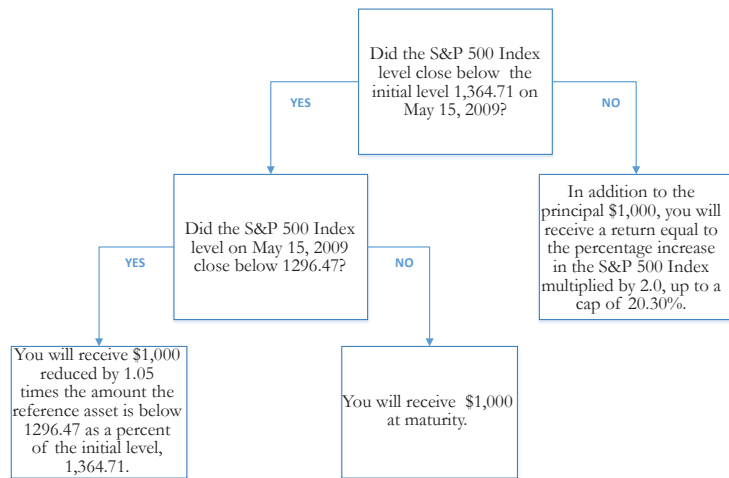 Did the S&P 500 Index
level close below the
initial level 1,364.71 on
May 15, 2009?
YES
NO
Did the S&P 500 Index
level on May 15, 2009
close below 1296.47?
In addition to the
principal $1,000, you will
receive a return equal to
the percentage increase
in the S&P 500 Index
multiplied by 2.0, up to a
cap of 20.30%.
YES
NO
You will receive $1,000
reduced by 1.05
times the amount the
reference asset is below
1296.47 as a percent
of the initial level,
1,364.71.
You will receive $1,000
at maturity.